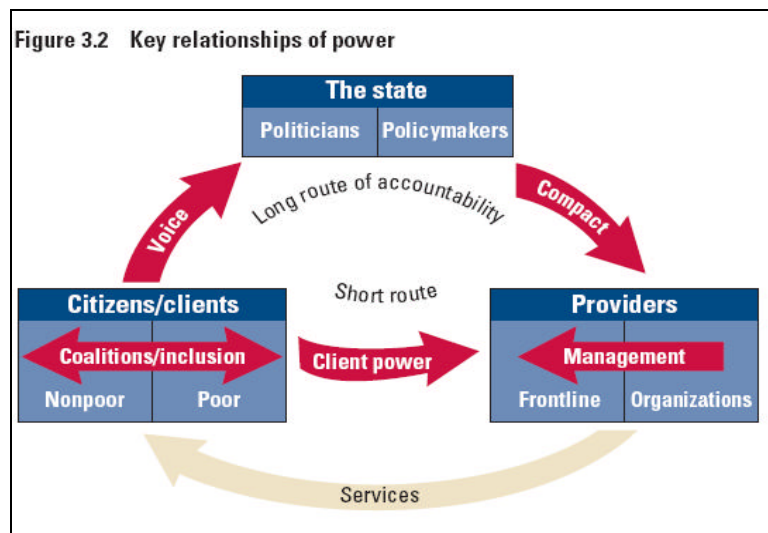 Figure 3.2 Key relationships of power
The state
Politicians Policymakers
Long route of accountability
Voice
Compact
Short route
Citizens/clients
Coalitions/inclusion
Nonpoor Poor
Client power
Providers
Management
Frontline Organizations
Services